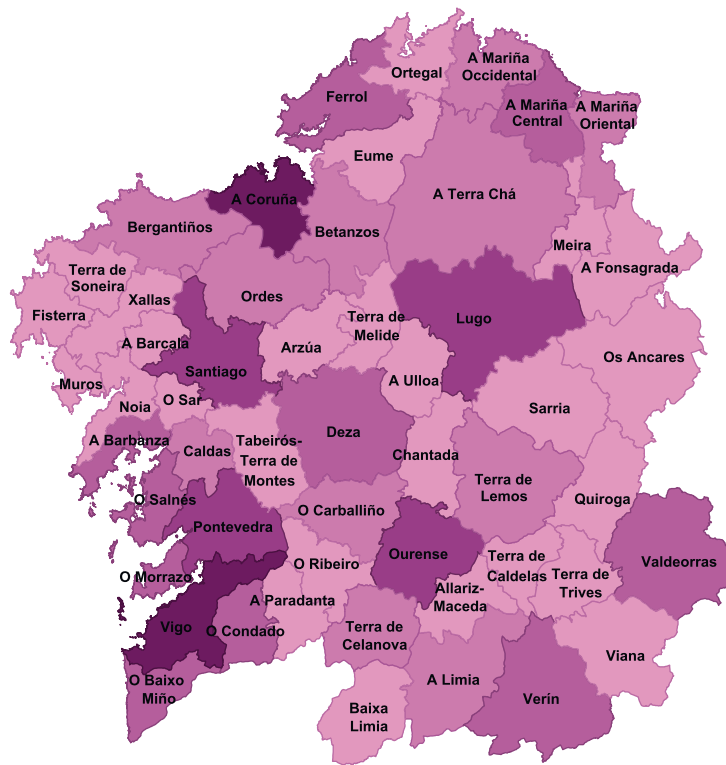 A Mariña
Occidental
Ortegal
Ferrol
A Mariña
Central
A Mariña
Oriental
Eume
A Terra Chá
A Coruña
Bergantiños
Betanzos
Meira
A Fonsagrada
Terra de
Soneira
Xallas
Ordes
Fisterra
Terra de
Melide
Lugo
A Barcala
Arzúa
Os Ancares
Santiago
Muros
A Ulloa
O Sar
Noia
Sarria
A Barbanza
Deza
Caldas
Tabeirós-
Terra de
Montes
Chantada
Terra de
Lemos
O Salnés
Quiroga
O Carballiño
Pontevedra
Ourense
O Ribeiro
Terra de
Caldelas
Valdeorras
O Morrazo
Terra de
Trives
Allariz-
Maceda
A Paradanta
Vigo
O Condado
Terra de
Celanova
Viana
O Baixo
Miño
A Limia
Verín
Baixa
Limia